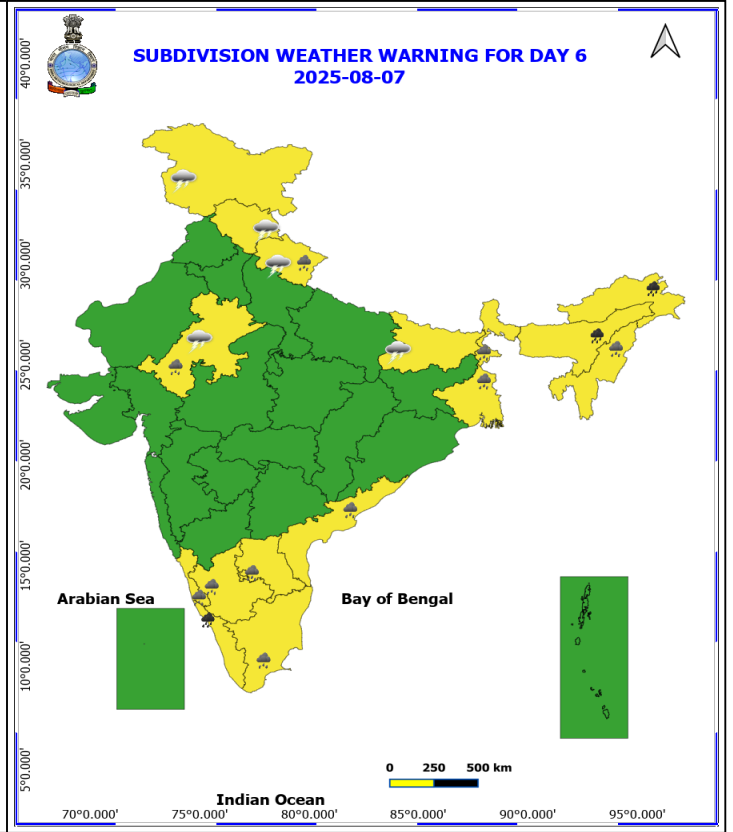 SUBDIVISION WEATHER WARNING FOR DAY 6
2025-08-07
40°0.000'
35°0.000'
30°0.000'
25°0.000'
20°0.000'
15°0.000'
10°0.000'
5°0.000'
Arabian Sea
Bay of Bengal
0 250 500 km
Indian Ocean
70°0.000' 75°0.000' 80°0.000' 85°0.000' 90°0.000' 95°0.000'